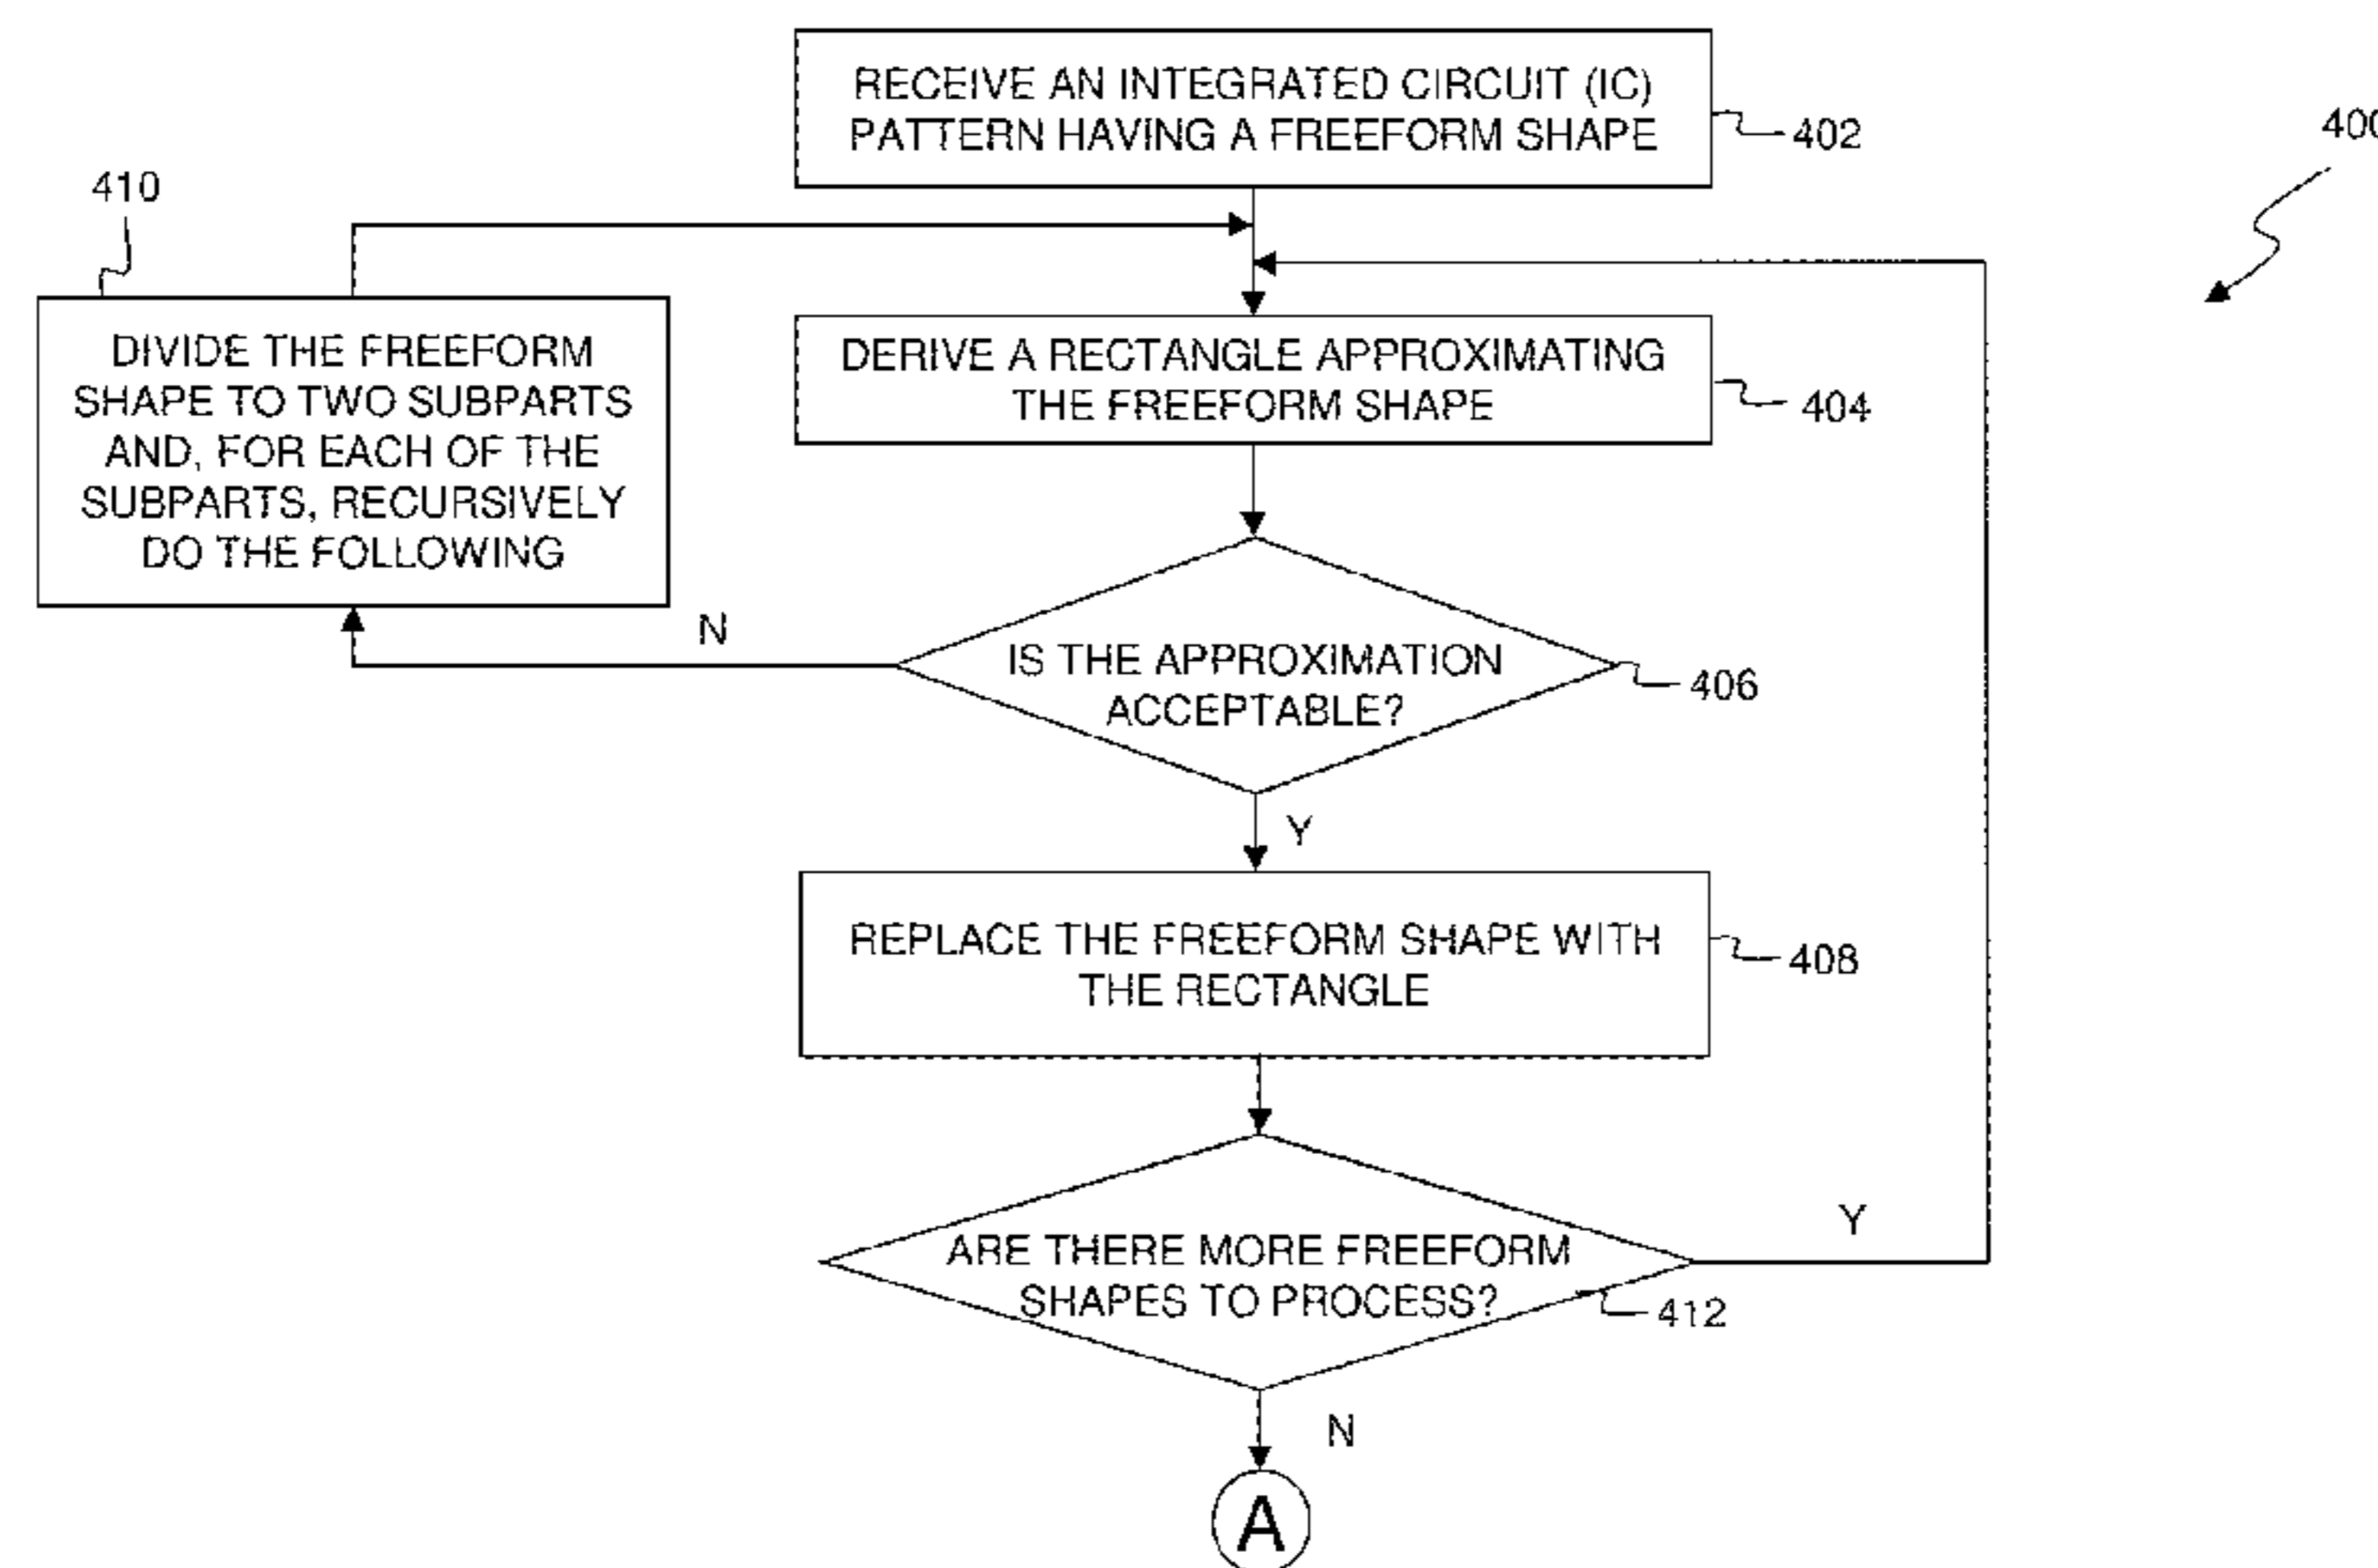 RECEIVE AN INTEGRATED CIRCUIT (IC)
PATTERN HAVING A FREEFORM SHAPE
402
400
410
DIVIDE THE FREEFORM
SHAPE TO TWO SUBPARTS
AND, FOR EACH OF THE
SUBPARTS, RECURSIVELY
DO THE FOLLOWING
DERIVE A RECTANGLE APPROXIMATING
THE FREEFORM SHAPE
404
N
IS THE APPROXIMATION
ACCEPTABLE?
406
Y
REPLACE THE FREEFORM SHAPE WITH
THE RECTANGLE
408
ARE THERE MORE FREEFORM
SHAPES TO PROCESS?
Y
412
N
A